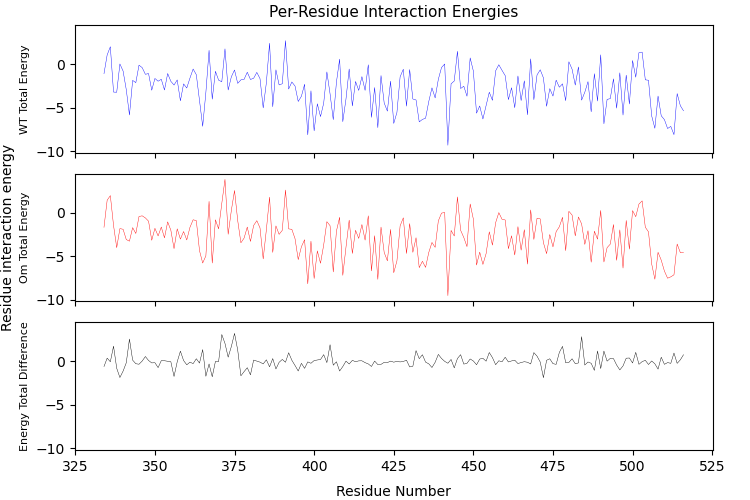 Per-Residue Interaction Energies
Residue interaction energy
WT Total Energy
0
−5
−10
Om Total Energy
0
−5
−10
Energy Total Difference
0
−5
−10
325 350 375 400 425 450 475 500 525
Residue Number